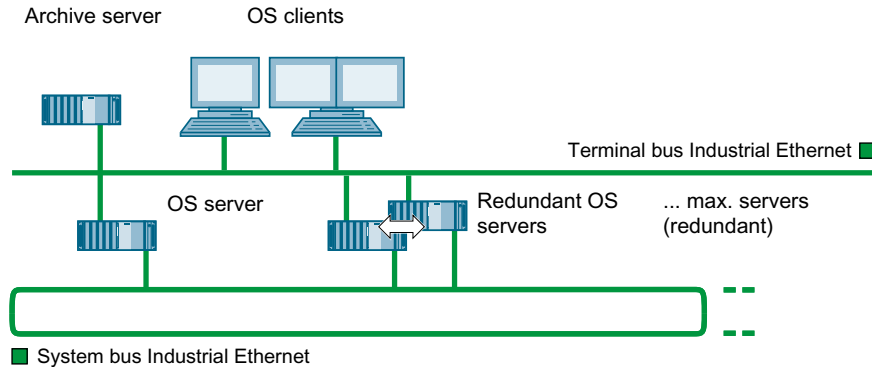 Archive server
OS clients
Terminal bus Industrial Ethernet
OS server
Redundant OS
servers
... max. servers
(redundant)
System bus Industrial Ethernet